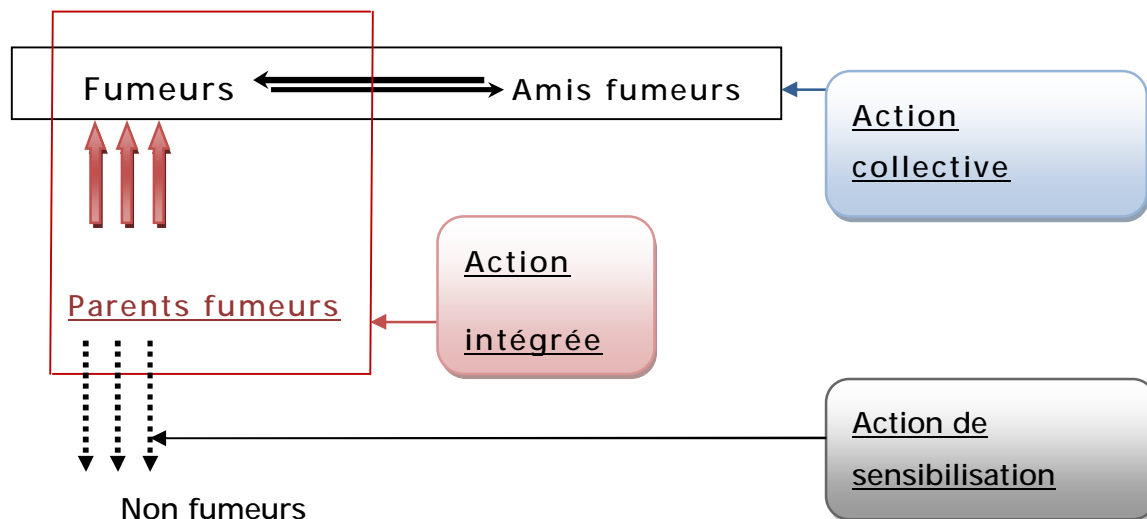 Fumeurs
Amis fumeurs
Action
collective
Action
intégrée
Parents fumeurs
Action de
sensibilisation
Non fumeurs